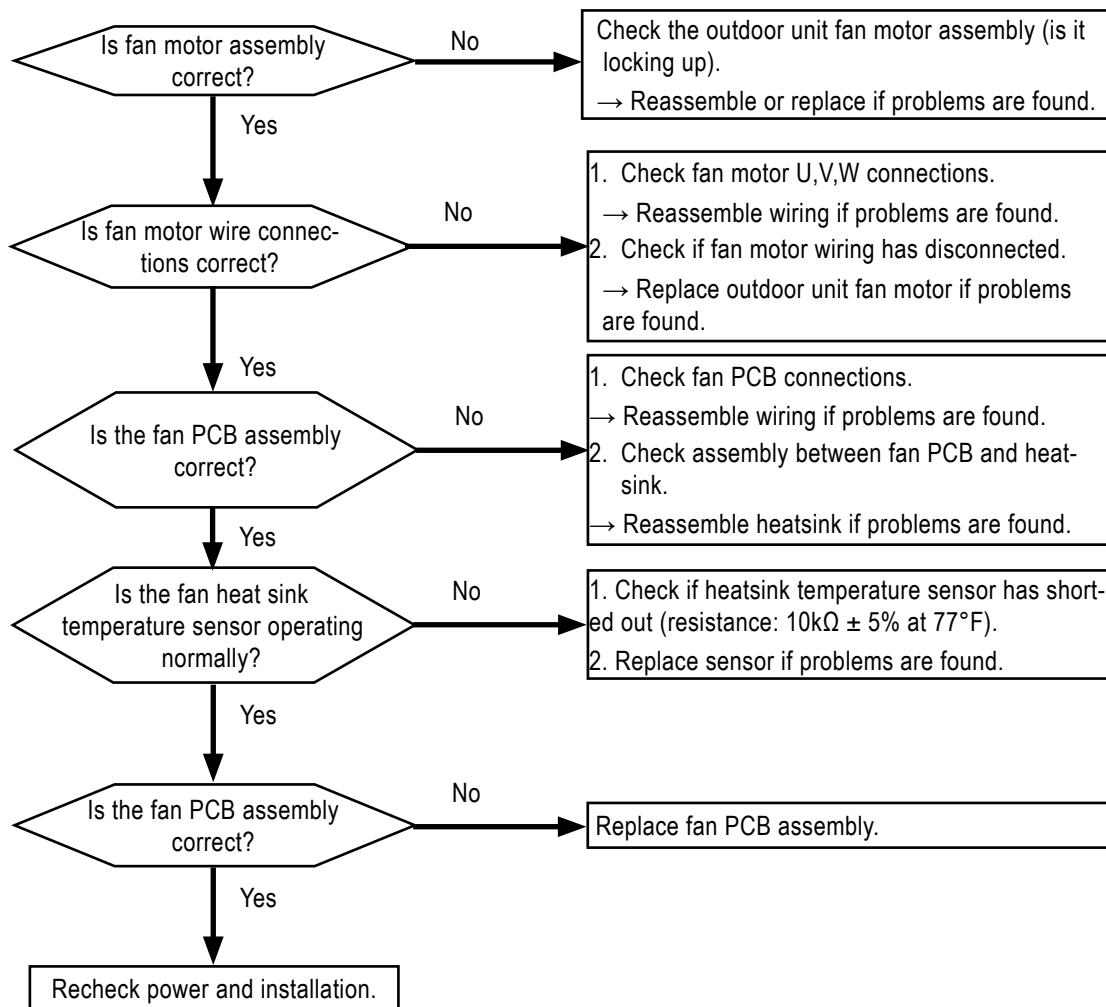 Is fan motor assembly
correct?
No
Check the outdoor unit fan motor assembly (is it
locking up).
→ Reassemble or replace if problems are found.
Yes
Is fan motor wire connec-
tions correct?
No
1. Check fan motor U,V,W connections.
→ Reassemble wiring if problems are found.
2. Check if fan motor wiring has disconnected.
→ Replace outdoor unit fan motor if problems
are found.
Yes
Is the fan PCB assembly
correct?
No
1. Check fan PCB connections.
→ Reassemble wiring if problems are found.
2. Check assembly between fan PCB and heat-
sink.
→ Reassemble heatsink if problems are found.
Yes
Is the fan heat sink
temperature sensor operating
normally?
No
1. Check if heatsink temperature sensor has short-
ed out (resistance: 10kΩ ± 5% at 77°F).
2. Replace sensor if problems are found.
Yes
Is the fan PCB assembly
correct?
No
Replace fan PCB assembly.
Yes
Recheck power and installation.